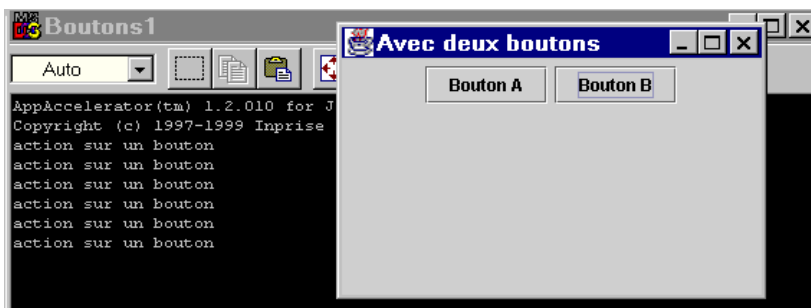 Boutons1
Auto
AppAccelerator(tm) 1.2.010 for J
Copyright (c) 1997-1999 Inprise
action sur un bouton
action sur un bouton
action sur un bouton
action sur un bouton
action sur un bouton
action sur un bouton
Avec deux boutons
Bouton A
Bouton B